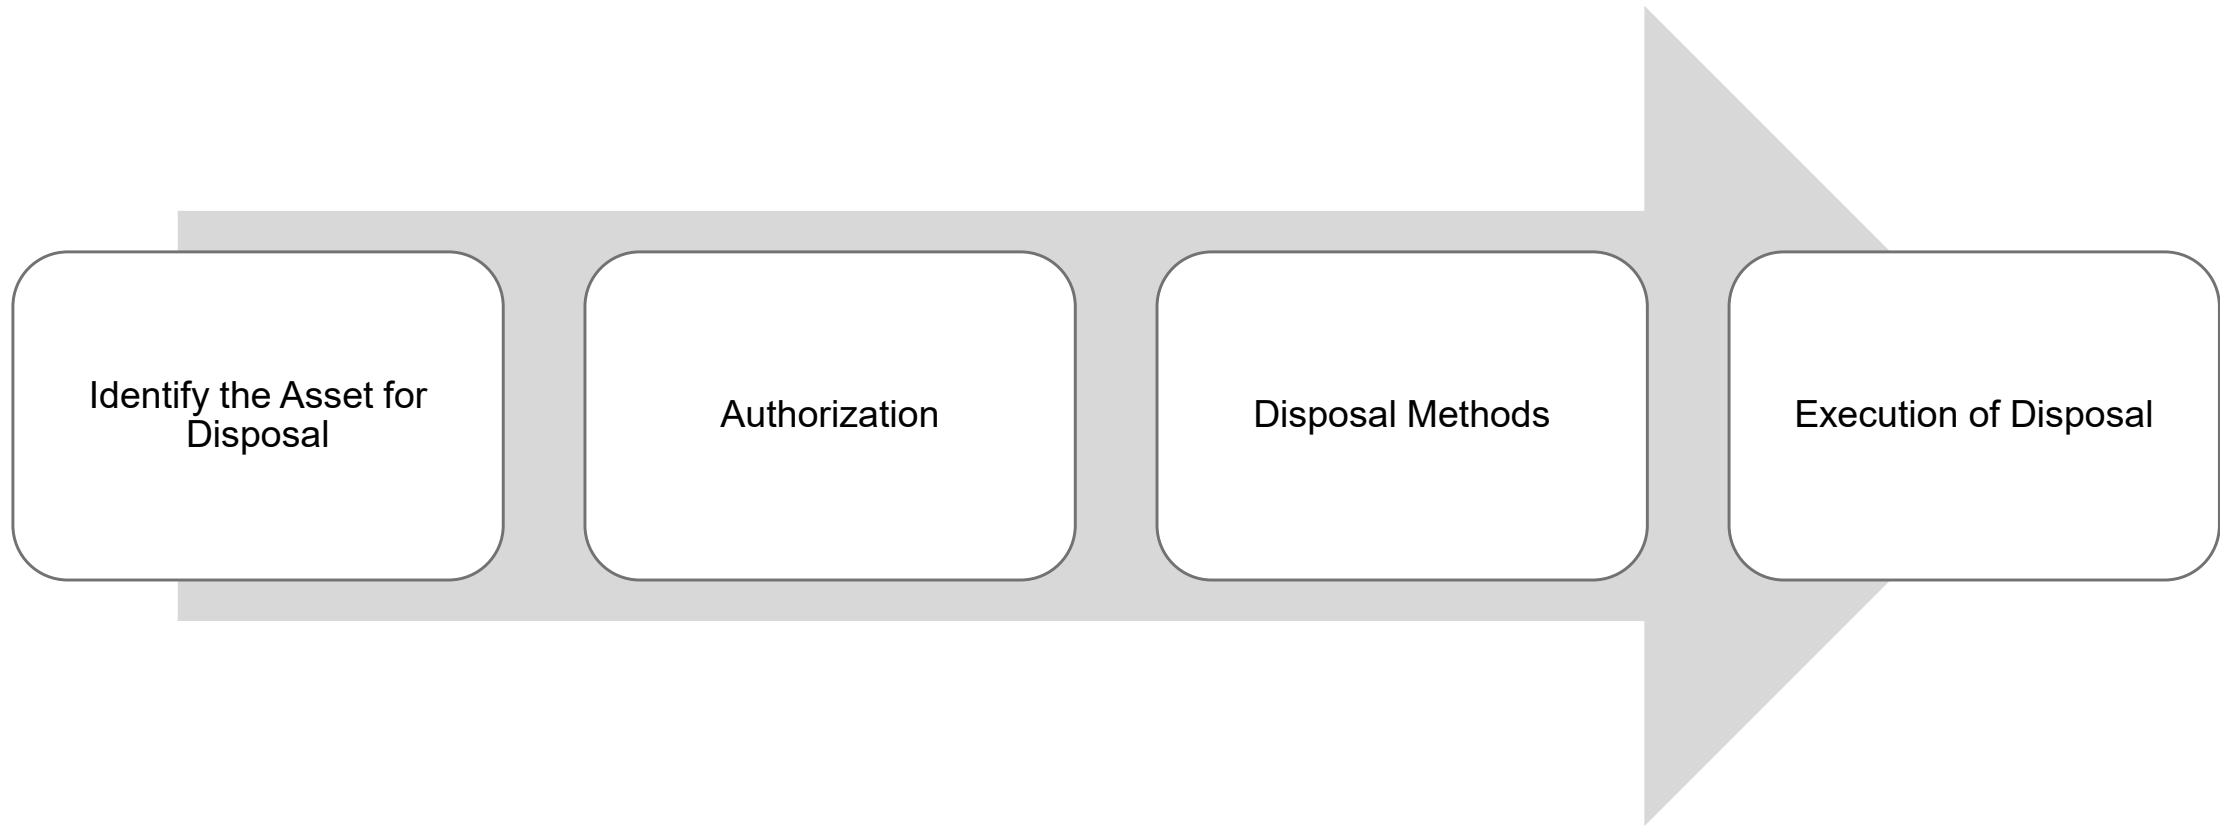 Identify the Asset for
Disposal
Authorization
Disposal Methods
Execution of Disposal